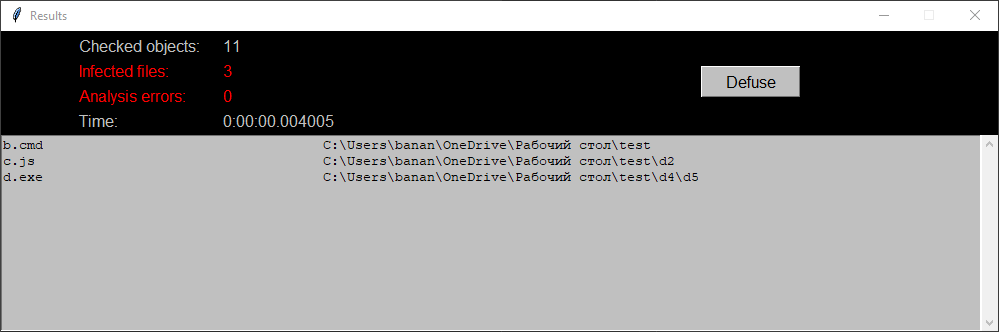 Results
Checked objects: 11
Infected files: 3
Analysis errors: 0
Time: 0:00:00.004005
Defuse
b.cmd C:\Users\banan\OneDrive\Рабочий стол\test
c.js C:\Users\banan\OneDrive\Рабочий стол\test\d2
d.exe C:\Users\banan\OneDrive\Рабочий стол\test\d4\d5